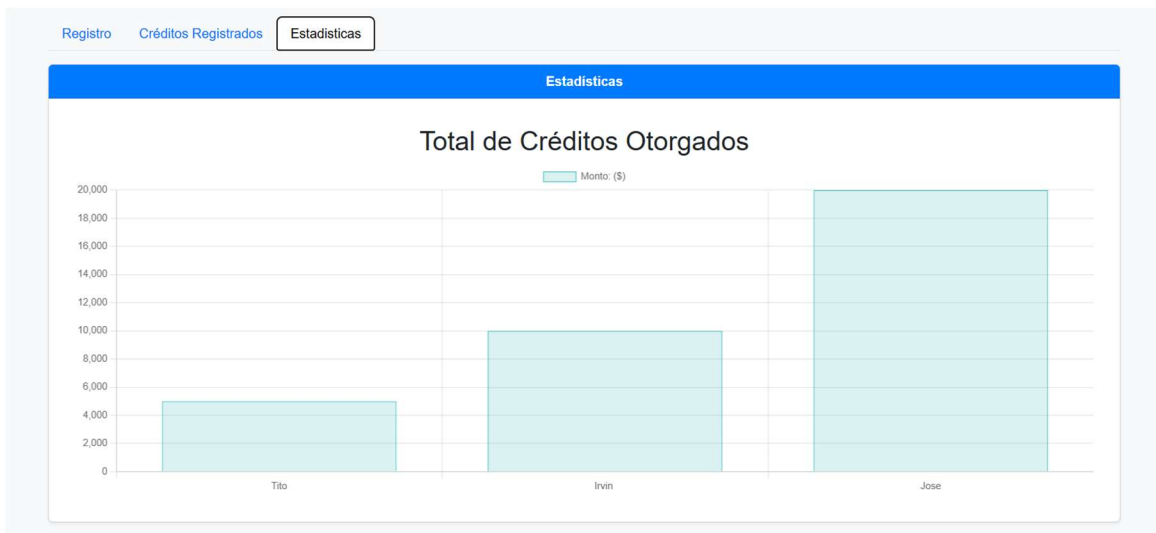 Registro Créditos Registrados Estadisticas
Estadísticas
Total de Créditos Otorgados
Monto: ($)
20,000
18,000
16,000
14,000
12,000
10,000
8,000
6,000
4,000
2,000
0
Tito Irvin Jose